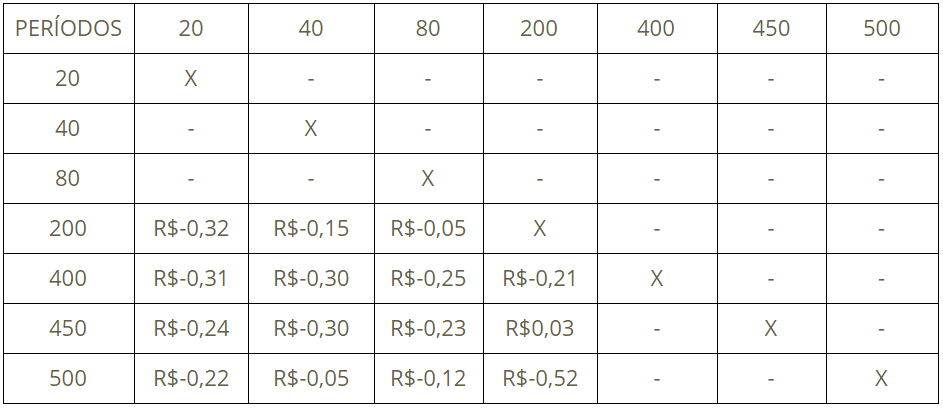 PERÍODOS 20 40 80 200 400 450 500
20 X - - - - - -
40 - X - - - - -
80 - - X - - - -
200 R$-0,32 R$-0,15 R$-0,05 X - - -
400 R$-0,31 R$-0,30 R$-0,25 R$-0,21 X - -
450 R$-0,24 R$-0,30 R$-0,23 R$0,03 - X -
500 R$-0,22 R$-0,05 R$-0,12 R$-0,52 - - X